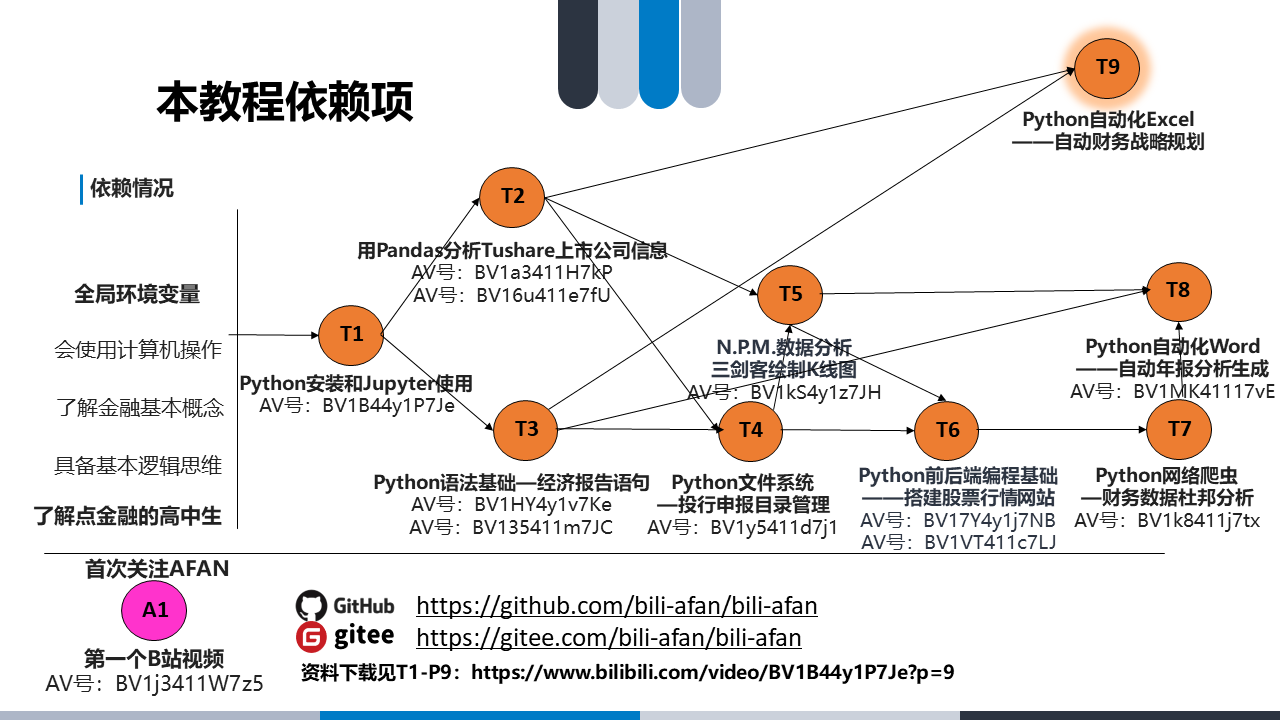 本教程依赖项
依赖情况
全局环境变量
会使用计算机操作
了解金融基本概念
具备基本逻辑思维
了解点金融的高中生
T1
Python安装和Jupyter使用
AV号：BV1B44y1P7Je
T2
用Pandas分析Tushare上市公司信息
AV号：BV1a3411H7kP
AV号：BV16u411e7fU
T3
Python语法基础—经济报告语句
AV号：BV1HY4y1v7Ke
AV号：BV135411m7JC
T4
Python文件系统
—投行申报目录管理
AV号：BV1y5411d7j1
T5
N.P.M.数据分析
三剑客绘制K线图
AV号：BV1kS4y1z7JH
T6
Python前后端编程基础
——搭建股票行情网站
AV号：BV17Y4y1j7NB
AV号：BV1VT411c7LJ
T7
Python网络爬虫
—财务数据杜邦分析
AV号：BV1k8411j7tx
T8
Python自动化Word
——自动年报分析生成
AV号：BV1MK41117vE
T9
Python自动化Excel
——自动财务战略规划
首次关注AFAN
A1
第一个B站视频
AV号：BV1j3411W7z5
GitHub https://github.com/bili-afan/bili-afan
gitee https://gitee.com/bili-afan/bili-afan
资料下载见T1-P9：https://www.bilibili.com/video/BV1B44y1P7Je?p=9